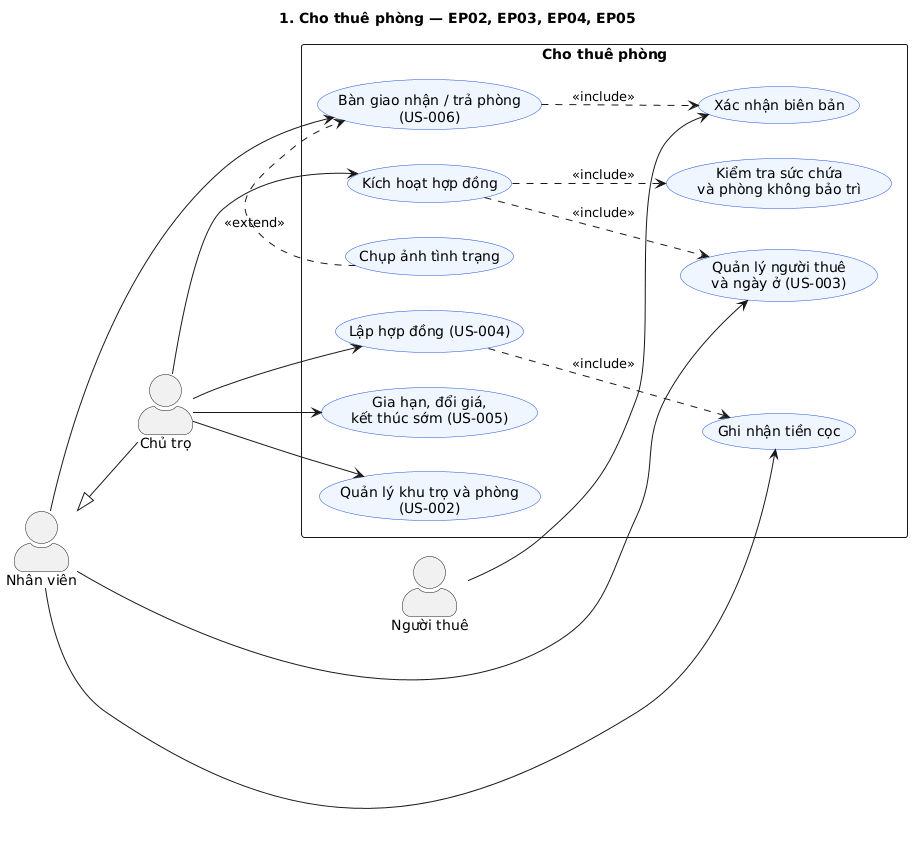 1. Cho thuê phòng — EP02, EP03, EP04, EP05
Cho thuê phòng
Bàn giao nhận / trả phòng
(US-006)
«include»
Xác nhận biên bản
Kích hoạt hợp đồng
«include»
Kiểm tra sức chứa
và phòng không bảo trì
«include»
«extend»
Chụp ảnh tình trạng
Quản lý người thuê
và ngày ở (US-003)
Lập hợp đồng (US-004)
«include»
Gia hạn, đổi giá,
kết thúc sớm (US-005)
Ghi nhận tiền cọc
Chủ trọ
Quản lý khu trọ và phòng
(US-002)
Nhân viên
Người thuê